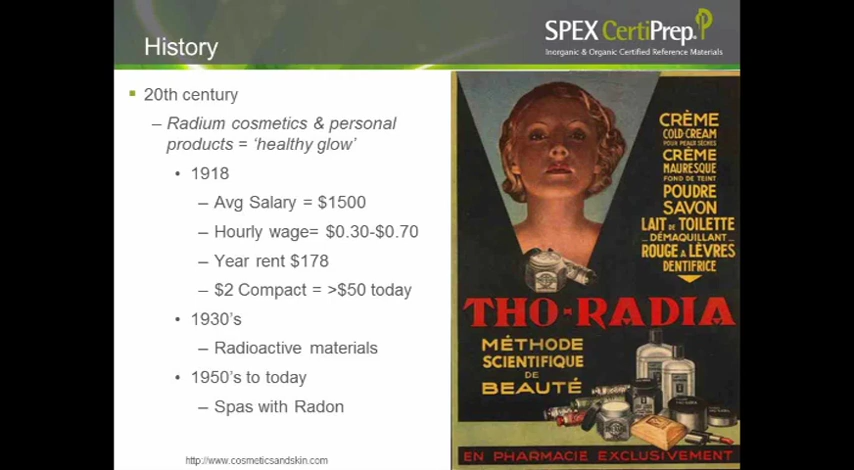 History
SPEX CertiPrep
Inorganic & Organic Certified Reference Materials
20th century
– Radium cosmetics & personal
products = ‘healthy glow’
• 1918
– Avg Salary = $1500
– Hourly wage= $0.30-$0.70
– Year rent $178
– $2 Compact = >$50 today
• 1930’s
– Radioactive materials
• 1950’s to today
– Spas with Radon
http://www.cosmeticsandskin.com
CRÈME
COLD-CREAM
POUR PEAUX SÈCHES
CRÈME
MAURESQUE
FOND DE TEINT
POUDRE
SAVON
LAIT DE TOILETTE
DÉMAQUILLANT
ROUGE A LÈVRES
DENTIFRICE
THO-RADIA
MÉTHODE
SCIENTIFIQUE
DE
BEAUTÉ
EN PHARMACIE EXCLUSIVEMENT